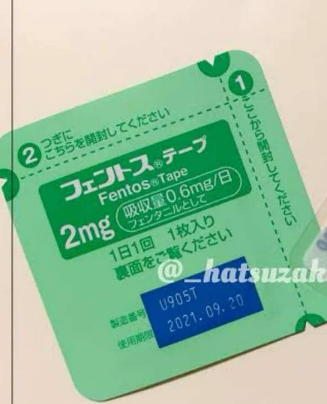 1
ここから開封してください
2
つぎに
こちらを開封してください
フェントス®テープ
Fentos®Tape
2mg
吸収量0.6mg/日
フェンタニルとして
1日1回 1枚入り
裏面をご覧ください
製造番号
U905T
使用期限
2021.09.20
@_hatsuzak